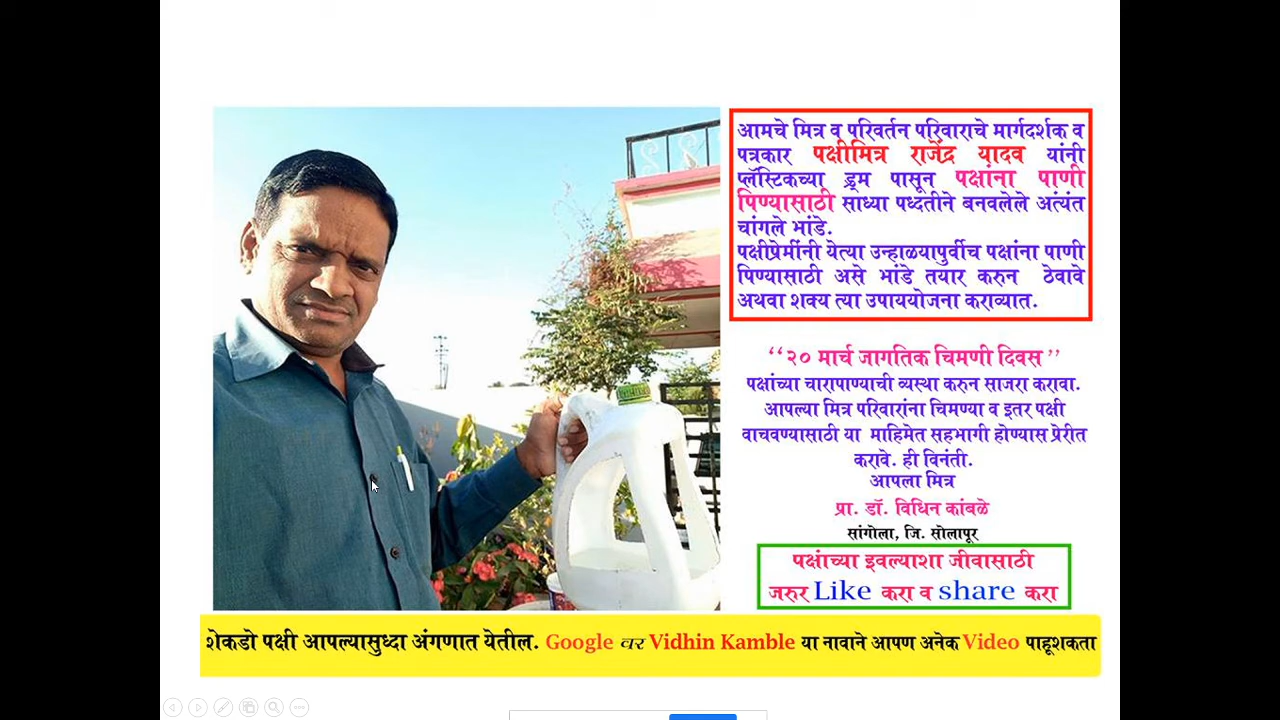 आमचे मित्र व परिवर्तन परिवाराचे मार्गदर्शक व
पत्रकार पक्षीमित्र राजेंद्र यादव यांनी
प्लॅस्टिकच्या ड्र्म पासून पक्षांना पाणी
पिण्यासाठी साध्या पध्दतीने बनवलेले अत्यंत
चांगले भांडे.
पक्षीप्रेमींनी येत्या उन्हाळयापुर्वीच पक्षांना पाणी
पिण्यासाठी असे भांडे तयार करुन ठेवावे
अथवा शक्य त्या उपाययोजना कराव्यात.
‘‘२० मार्च जागतिक चिमणी दिवस ’’
पक्षांच्या चारापाण्याची व्यस्था करुन साजरा करावा.
आपल्या मित्र परिवारांना चिमण्या व इतर पक्षी
वाचवण्यासाठी या माहिमेत सहभागी होण्यास प्रेरीत
करावे. ही विनंती.
आपला मित्र
प्रा. डॉ. विधिन कांबळे
सांगोला, जि. सोलापूर
पक्षांच्या इवल्याशा जीवासाठी
जरुर Like करा व share करा
शेकडो पक्षी आपल्यासुध्दा अंगणात येतील. Google वर Vidhin Kamble या नावाने आपण अनेक Video पाहूशकता